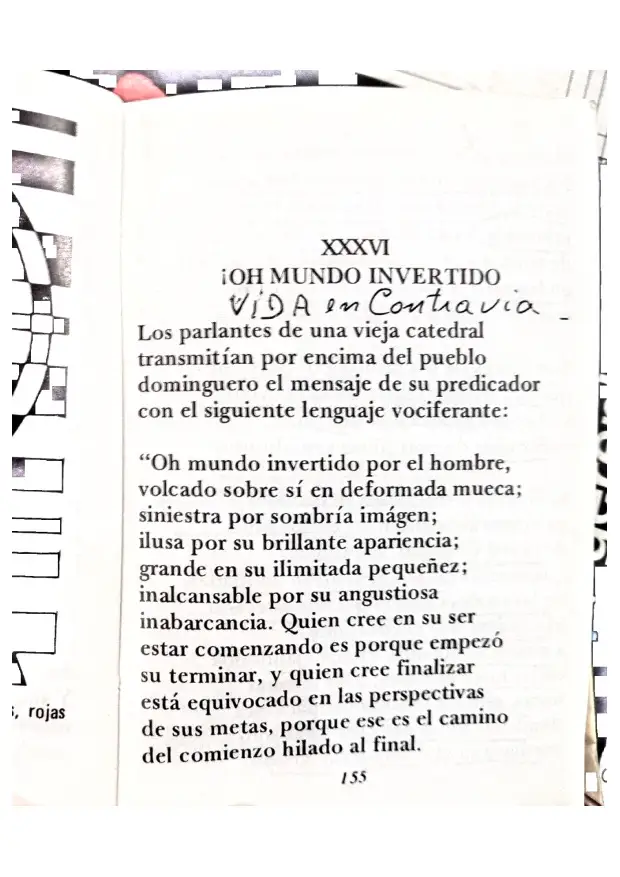 XXXVI
¡OH MUNDO INVERTIDO
VIDA en Contravia
Los parlantes de una vieja catedral
transmitían por encima del pueblo
dominguero el mensaje de su predicador
con el siguiente lenguaje vociferante:
“Oh mundo invertido por el hombre,
volcado sobre sí en deformada mueca;
siniestra por sombría imágen;
ilusa por su brillante apariencia;
grande en su ilimitada pequeñez;
inalcansable por su angustiosa
inabarcancia. Quien cree en su ser
estar comenzando es porque empezó
su terminar, y quien cree finalizar
está equivocado en las perspectivas
de sus metas, porque ese es el camino
del comienzo hilado al final.
155
, rojas